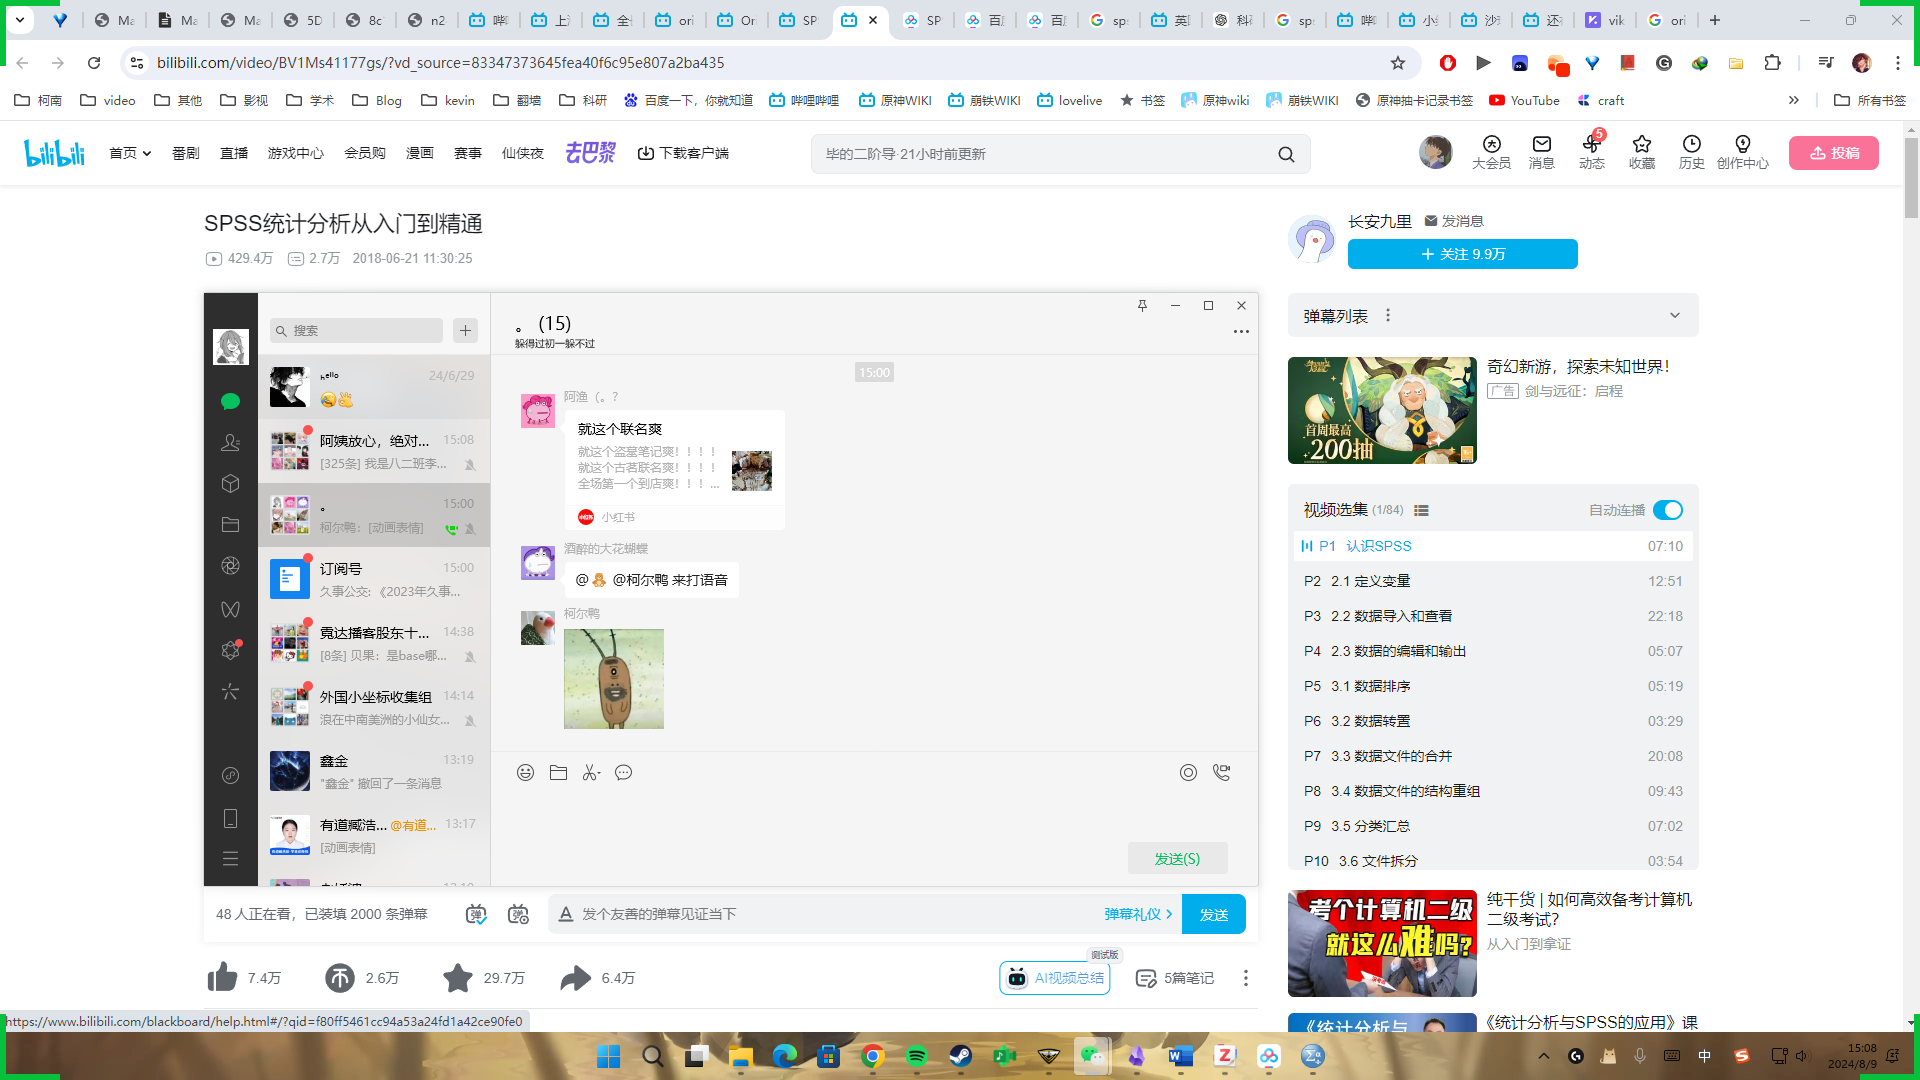 Ma
Ma
Ma
5D
8c
n2
哔
上
全
ori
Or
SP
SP
百
百
sps
英
科
sps
哔
小
沙
还
vik
ori
bilibili.com/video/BV1Ms41177gs/?vd_source=83347373645fea40f6c95e807a2ba435
柯南
video
其他
影视
学术
Blog
kevin
翻墙
科研
百度一下，你就知道
哔哩哔哩
原神WIKI
崩铁WIKI
lovelive
书签
原神wiki
崩铁WIKI
原神抽卡记录书签
YouTube
craft
所有书签
bilibili
首页
番剧
直播
游戏中心
会员购
漫画
赛事
仙侠夜
去巴黎
下载客户端
毕的二阶导·21小时前更新
大会员
消息
5
动态
收藏
历史
创作中心
投稿
SPSS统计分析从入门到精通
429.4万
2.7万
2018-06-21 11:30:25
长安九里
发消息
+ 关注 9.9万
搜索
hello
24/6/29
阿姨放心，绝对...
15:08
[325条] 我是八二班李...
。
15:00
柯尔鸭：[动画表情]
订阅号
15:00
久事公交:《2023年久事...
霓达播客股东十...
14:38
[8条] 贝果：是base哪...
外国小坐标收集组
14:14
浪在中南美洲的小仙女...
鑫金
13:19
"鑫金" 撤回了一条消息
有道臧浩...
@有道...
13:17
[动画表情]
。 (15)
躲得过初一躲不过
15:00
阿渔（。？
就这个联名爽
就这个盗墓笔记爽！！！！
就这个古茗联名爽！！！！
全场第一个到店爽！！！...
小红书
酒醉的大花蝴蝶
@ @柯尔鸭 来打语音
柯尔鸭
发送(S)
弹幕列表
奇幻新游，探索未知世界！
广告
剑与远征：启程
首周最高
200抽
视频选集
(1/84)
自动连播
P1 认识SPSS
07:10
P2 2.1 定义变量
12:51
P3 2.2 数据导入和查看
22:18
P4 2.3 数据的编辑和输出
05:07
P5 3.1 数据排序
05:19
P6 3.2 数据转置
03:29
P7 3.3 数据文件的合并
20:08
P8 3.4 数据文件的结构重组
09:43
P9 3.5 分类汇总
07:02
P10 3.6 文件拆分
03:54
考个计算机二级
就这么难吗?
纯干货 | 如何高效备考计算机
二级考试?
从入门到拿证
《统计分析与
《统计分析与SPSS的应用》课
48 人正在看，已装填 2000 条弹幕
发个友善的弹幕见证当下
弹幕礼仪 >
发送
7.4万
2.6万
29.7万
6.4万
测试版
AI视频总结
5篇笔记
https://www.bilibili.com/blackboard/help.html#/?qid=f80ff5461cc94a53a24fd1a42ce90fe0
中
15:08
2024/8/9